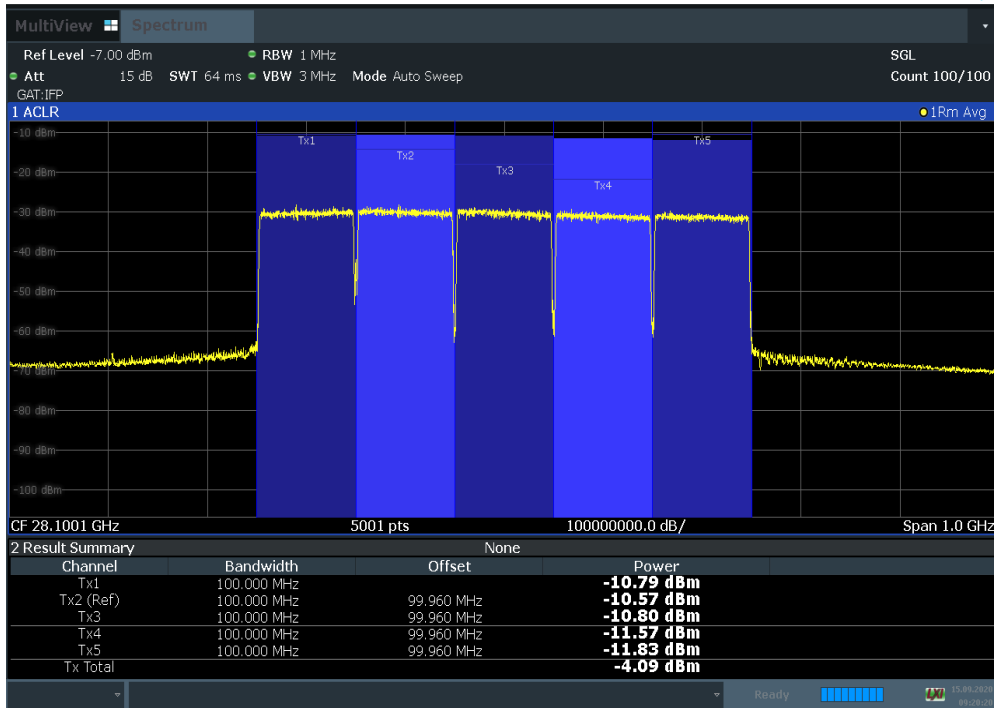 MultiView Spectrum
Ref Level -7.00 dBm RBW 1 MHz SGL
Att 15 dB SWT 64 ms VBW 3 MHz Mode Auto Sweep Count 100/100
GAT:IFP
1 ACLR 1Rm Avg
-10 dBm
Tx1
Tx2
Tx3
Tx4
Tx5
-20 dBm
-30 dBm
-40 dBm
-50 dBm
-60 dBm
-70 dBm
-80 dBm
-90 dBm
-100 dBm
CF 28.1001 GHz 5001 pts 100000000.0 dB/ Span 1.0 GHz
2 Result Summary None
Channel Bandwidth Offset Power
Tx1 100.000 MHz -10.79 dBm
Tx2 (Ref) 100.000 MHz 99.960 MHz -10.57 dBm
Tx3 100.000 MHz 99.960 MHz -10.80 dBm
Tx4 100.000 MHz 99.960 MHz -11.57 dBm
Tx5 100.000 MHz 99.960 MHz -11.83 dBm
Tx Total -4.09 dBm
Ready LXI 15.09.2020
09:20:20